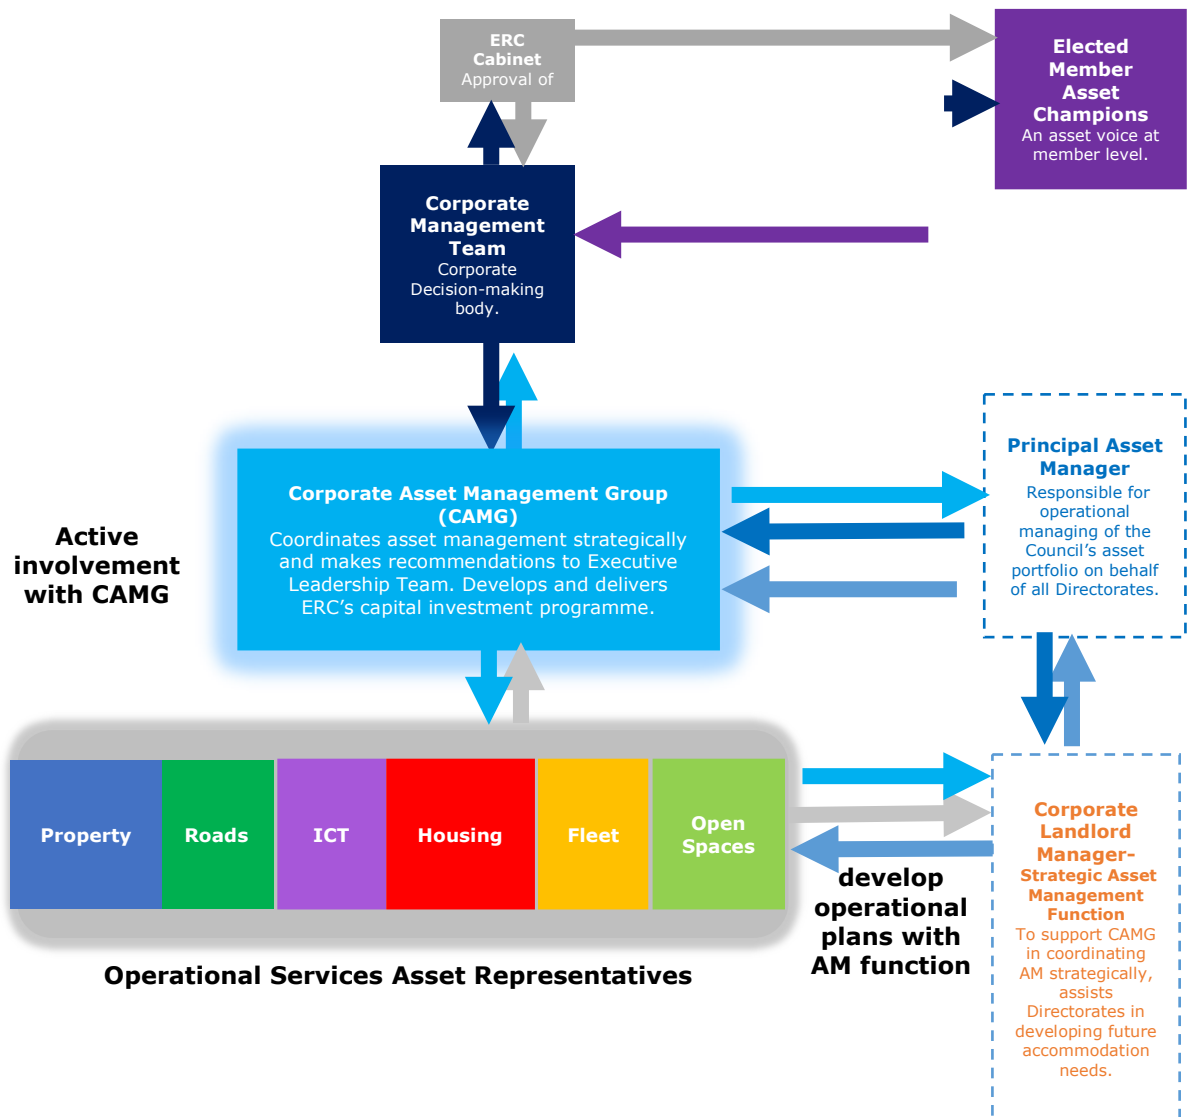 ERC
Cabinet
Approval of
Elected
Member
Asset
Champions
An asset voice at
member level.
Corporate
Management
Team
Corporate
Decision-making
body.
Active
involvement
with CAMG
Corporate Asset Management Group
(CAMG)
Coordinates asset management strategically
and makes recommendations to Executive
Leadership Team. Develops and delivers
ERC’s capital investment programme.
Principal Asset
Manager
Responsible for
operational
managing of the
Council’s asset
portfolio on behalf
of all Directorates.
Property
Roads
ICT
Housing
Fleet
Open
Spaces
Operational Services Asset Representatives
develop
operational
plans with
AM function
Corporate
Landlord
Manager–
Strategic Asset
Management
Function
To support CAMG
in coordinating
AM strategically,
assists
Directorates in
developing future
accommodation
needs.